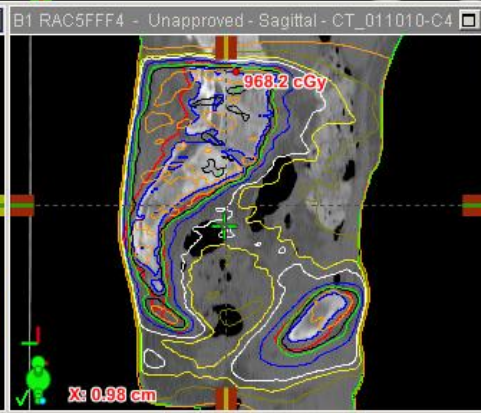 B1 RAC5FFF4 - Unapproved - Sagittal - CT_011010-C4
968.2 cGy
X: 0.98 cm